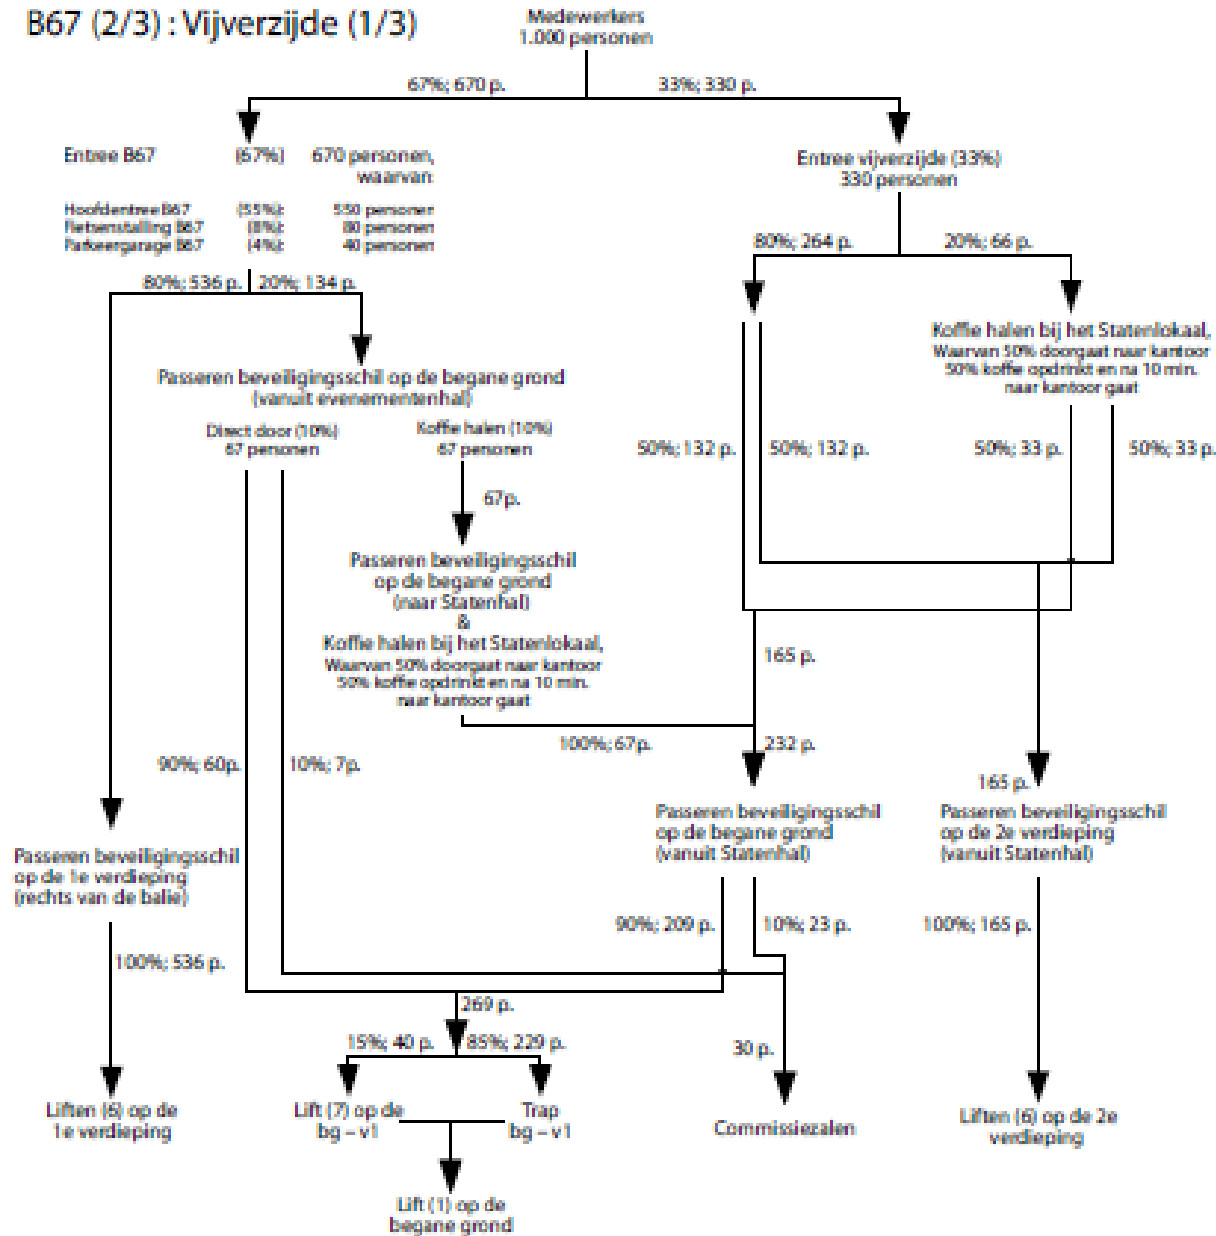 B67 (2/3) : Vijverzijde (1/3)
Medewerkers
1.000 personen
67%; 670 p.
33%; 330 p.
Entree B67 (67%) 670 personen,
waarvan
Hoofdentree B67 (55%): 550 personen
Fietsenstalling B67 (8%): 80 personen
Parkeergarage B67 (4%): 40 personen
Entree vijverzijde (33%)
330 personen
80%; 264 p.
20%; 66 p.
80%; 536 p.
20%; 134 p.
Koffie halen bij het Statenlokaal,
Waarvan 50% doorgaat naar kantoor
50% koffie opdrinkt en na 10 min.
naar kantoor gaat
Passeren beveiligingsschil op de begane grond
(vanuit evenementenhal)
Direct door (10%)
67 personen
Koffie halen (10%)
67 personen
50%; 132 p.
50%; 132 p.
50%; 33 p.
50%; 33 p.
67p.
Passeren beveiligingsschil
op de begane grond
(naar Statenhal)
&
Koffie halen bij het Statenlokaal,
Waarvan 50% doorgaat naar kantoor
50% koffie opdrinkt en na 10 min.
naar kantoor gaat
165 p.
100%; 67p.
232 p.
90%; 60p.
10%; 7p.
165 p.
Passeren beveiligingsschil
op de begane grond
(vanuit Statenhal)
Passeren beveiligingsschil
op de 2e verdieping
(vanuit Statenhal)
Passeren beveiligingsschil
op de 1e verdieping
(rechts van de balie)
90%; 209 p.
10%; 23 p.
100%; 165 p.
100%; 536 p.
269 p.
15%; 40 p.
85%; 229 p.
30 p.
Liften (6) op de
1e verdieping
Lift (7) op de
bg – v1
Trap
bg – v1
Commissiezalen
Liften (6) op de 2e
verdieping
Lift (1) op de
begane grond